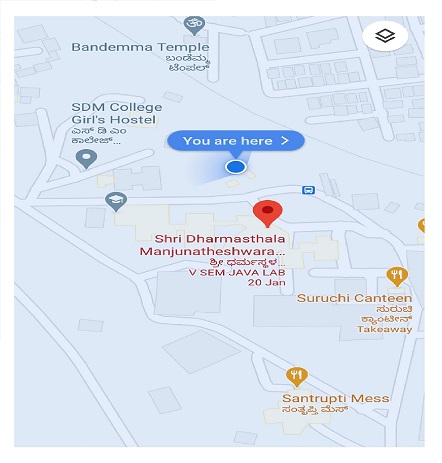 Bandemma Temple
ಬಂಡೆಮ್ಮ
ಟೆಂಪಲ್
SDM College
Girl's Hostel
ಎಸ್ ಡಿ ಎಂ
ಕಾಲೇಜ್...
You are here >
Shri Dharmasthala
Manjunatheshwara...
ಶ್ರೀ ಧರ್ಮಸ್ಥಳ...
V SEM JAVA LAB
20 Jan
Suruchi Canteen
ಸುರುಚಿ
ಕ್ಯಾಂಟೀನ್
Takeaway
Santrupti Mess
ಸಂತೃಪ್ತಿ ಮೆಸ್